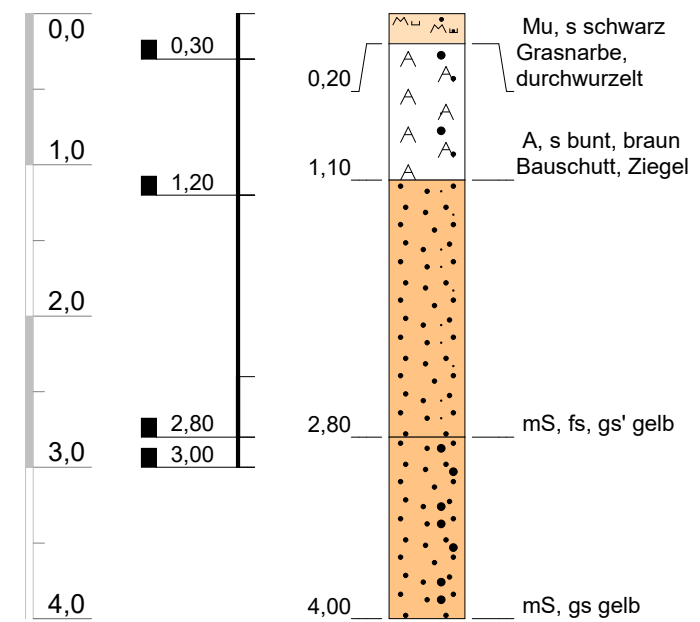 0,0
1,0
2,0
3,0
4,0
0,30
1,20
2,80
3,00
0,20
1,10
2,80
4,00
Mu, s schwarz
Grasnarbe,
durchwurzelt
A, s bunt, braun
Bauschutt, Ziegel
mS, fs, gs' gelb
mS, gs gelb